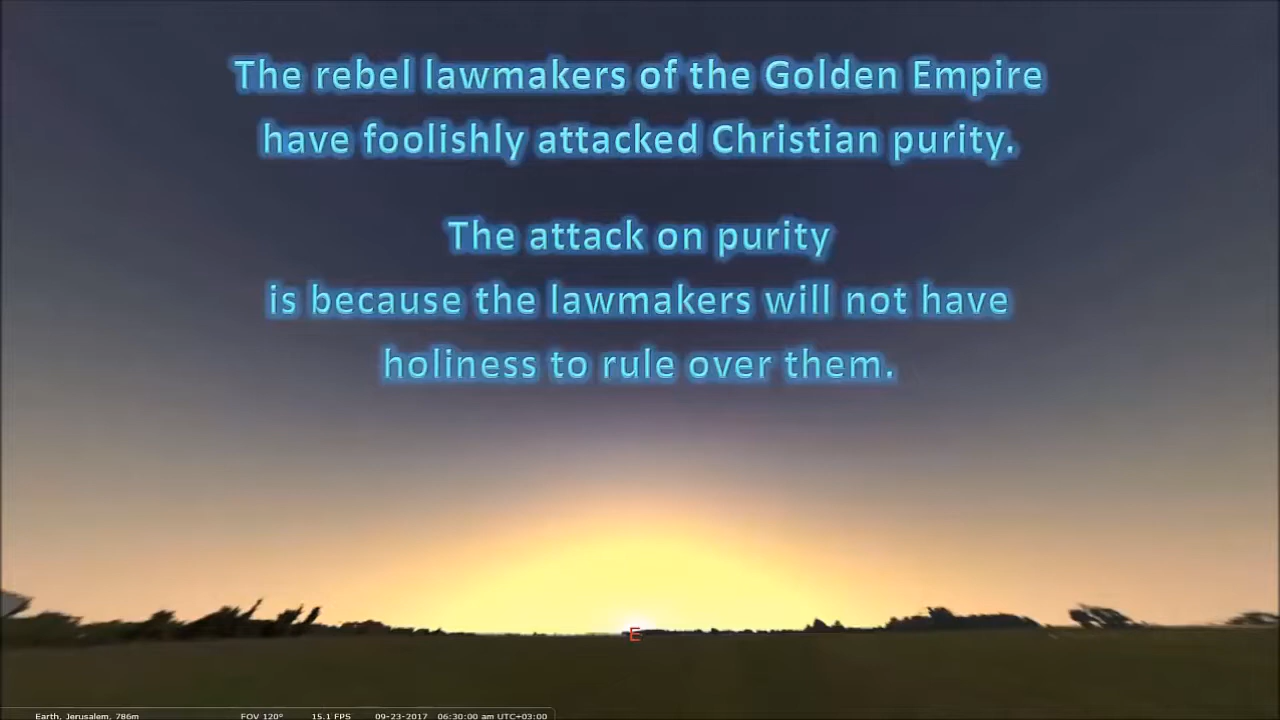 The rebel lawmakers of the Golden Empire
have foolishly attacked Christian purity.
The attack on purity
is because the lawmakers will not have
holiness to rule over them.
E
Earth, Jerusalem, 786m FOV 120° 15.1 FPS 09-23-2017 06:30:00 am UTC+03:00